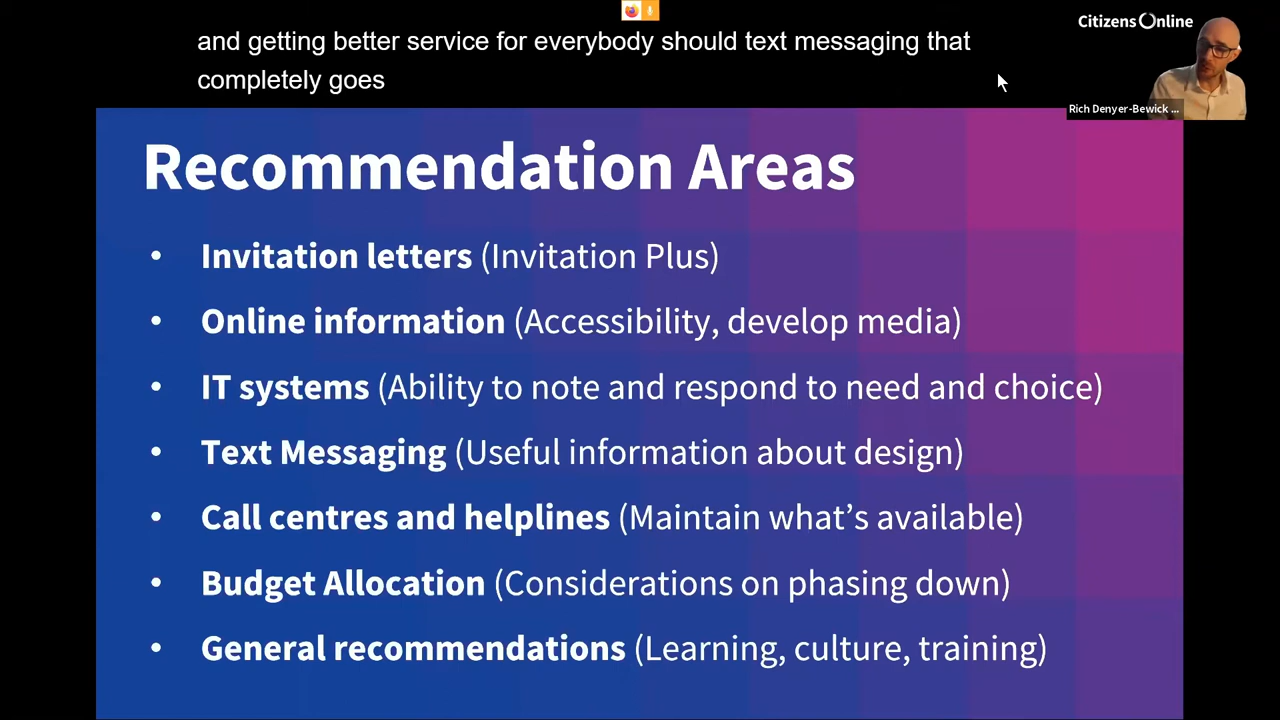 and getting better service for everybody should text messaging that
completely goes
Citizens Online
Rich Denyer-Bewick ...
Recommendation Areas
• Invitation letters (Invitation Plus)
• Online information (Accessibility, develop media)
• IT systems (Ability to note and respond to need and choice)
• Text Messaging (Useful information about design)
• Call centres and helplines (Maintain what’s available)
• Budget Allocation (Considerations on phasing down)
• General recommendations (Learning, culture, training)